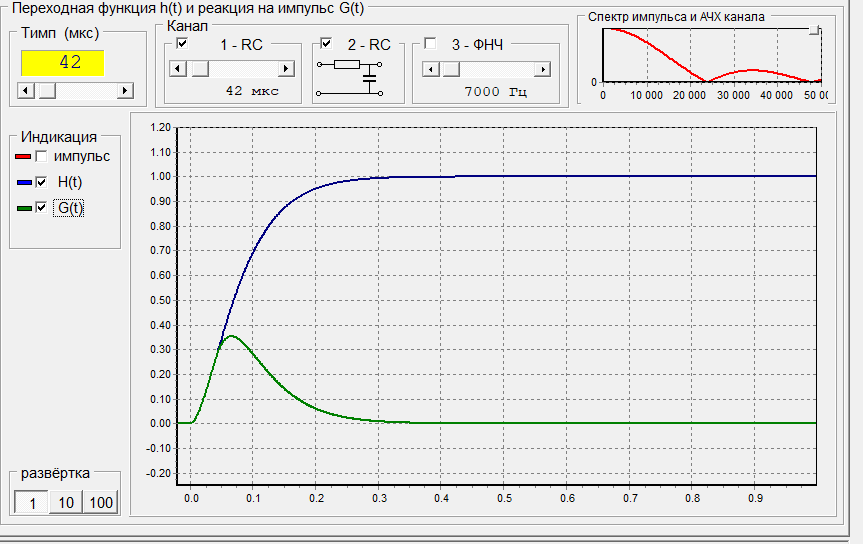 Переходная функция h(t) и реакция на импульс G(t)
Тимп (мкс)
42
Канал
1 - RC
42 мкс
2 - RC
3 - ФНЧ
7000 Гц
Спектр импульса и АЧХ канала
0
0 10 000 20 000 30 000 40 000 50 00
Индикация
импульс
H(t)
G(t)
1.20
1.10
1.00
0.90
0.80
0.70
0.60
0.50
0.40
0.30
0.20
0.10
0.00
-0.10
-0.20
0.0 0.1 0.2 0.3 0.4 0.5 0.6 0.7 0.8 0.9
развёртка
1 10 100